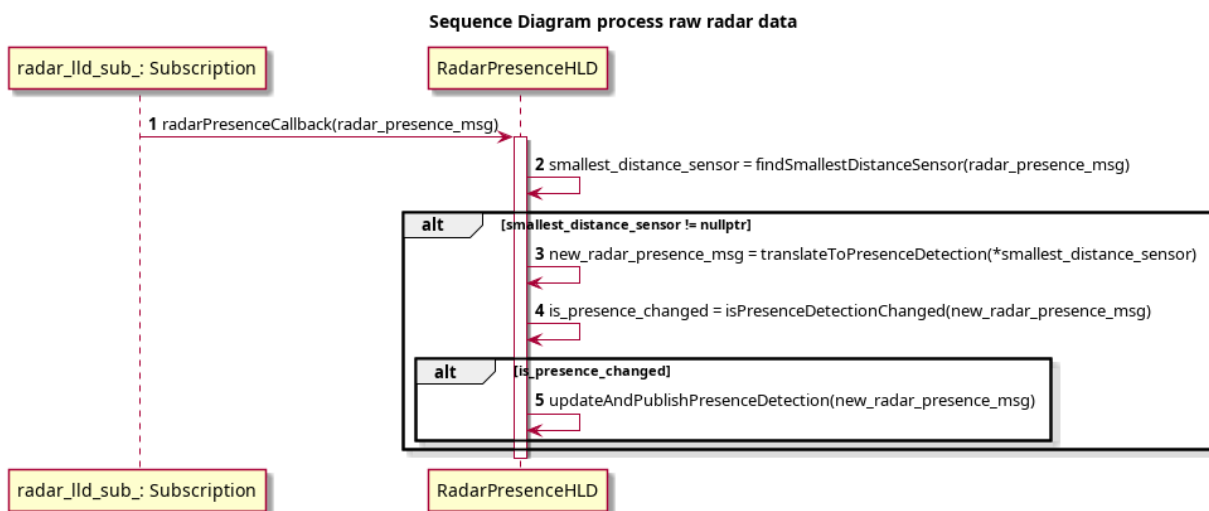 Sequence Diagram process raw radar data
radar_lld_sub_: Subscription
RadarPresenceHLD
1 radarPresenceCallback(radar_presence_msg)
2 smallest_distance_sensor = findSmallestDistanceSensor(radar_presence_msg)
alt [smallest_distance_sensor != nullptr]
3 new_radar_presence_msg = translateToPresenceDetection(*smallest_distance_sensor)
4 is_presence_changed = isPresenceDetectionChanged(new_radar_presence_msg)
alt [is_presence_changed]
5 updateAndPublishPresenceDetection(new_radar_presence_msg)
radar_lld_sub_: Subscription
RadarPresenceHLD